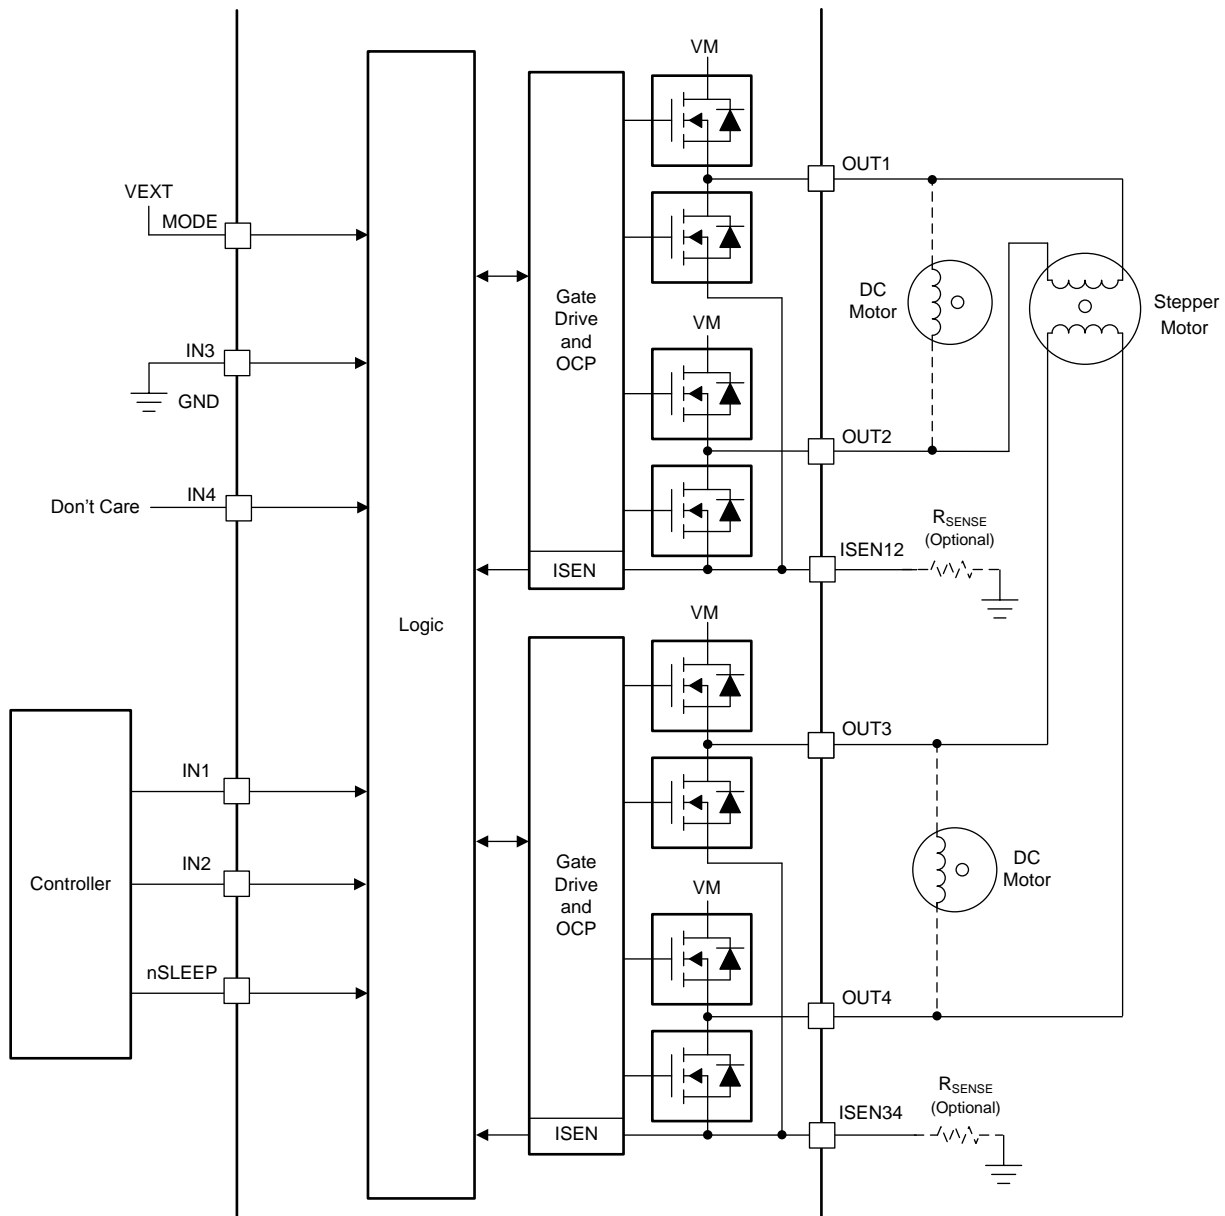 VM
OUT1
VEXT
MODE
DC
Motor
Stepper
Motor
Gate
Drive
and
OCP
VM
IN3
GND
OUT2
IN4
Don't Care
RSENSE
(Optional)
ISEN12
ISEN
VM
Logic
OUT3
IN1
Gate
Drive
and
OCP
DC
Motor
IN2
Controller
VM
nSLEEP
OUT4
RSENSE
(Optional)
ISEN34
ISEN